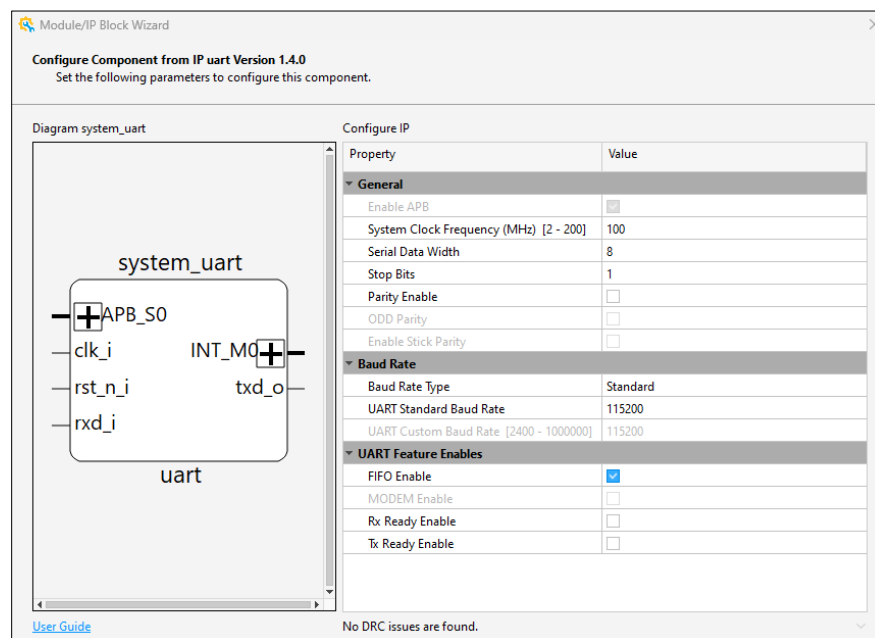 Module/IP Block Wizard
Configure Component from IP uart Version 1.4.0
Set the following parameters to configure this component.
Diagram system_uart
Configure IP
system_uart
APB_S0
clk_i
INT_M0
rst_n_i
txd_o
rxd_i
uart
Property Value
General
Enable APB
System Clock Frequency (MHz) [2 - 200] 100
Serial Data Width 8
Stop Bits 1
Parity Enable
ODD Parity
Enable Stick Parity
Baud Rate
Baud Rate Type Standard
UART Standard Baud Rate 115200
UART Custom Baud Rate [2400 - 1000000] 115200
UART Feature Enables
FIFO Enable
MODEM Enable
Rx Ready Enable
Tx Ready Enable
User Guide
No DRC issues are found.